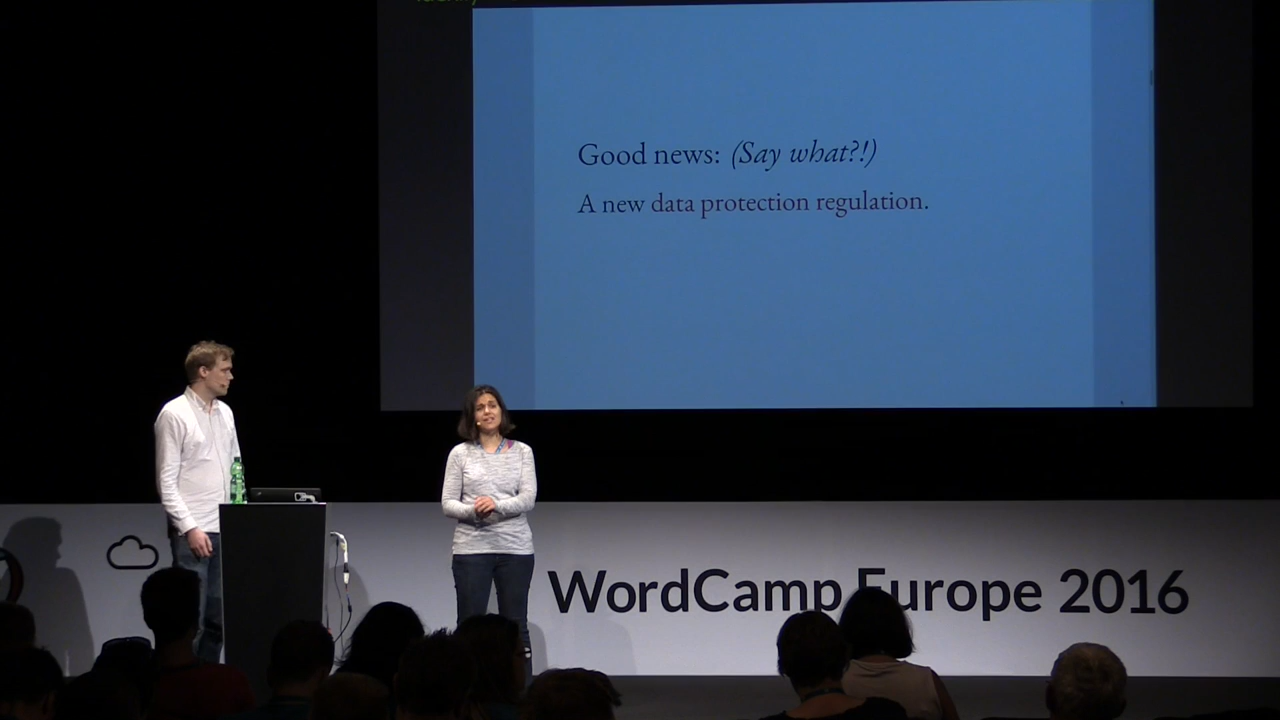 Good news: (Say what?!)
A new data protection regulation.
WordCamp Europe 2016